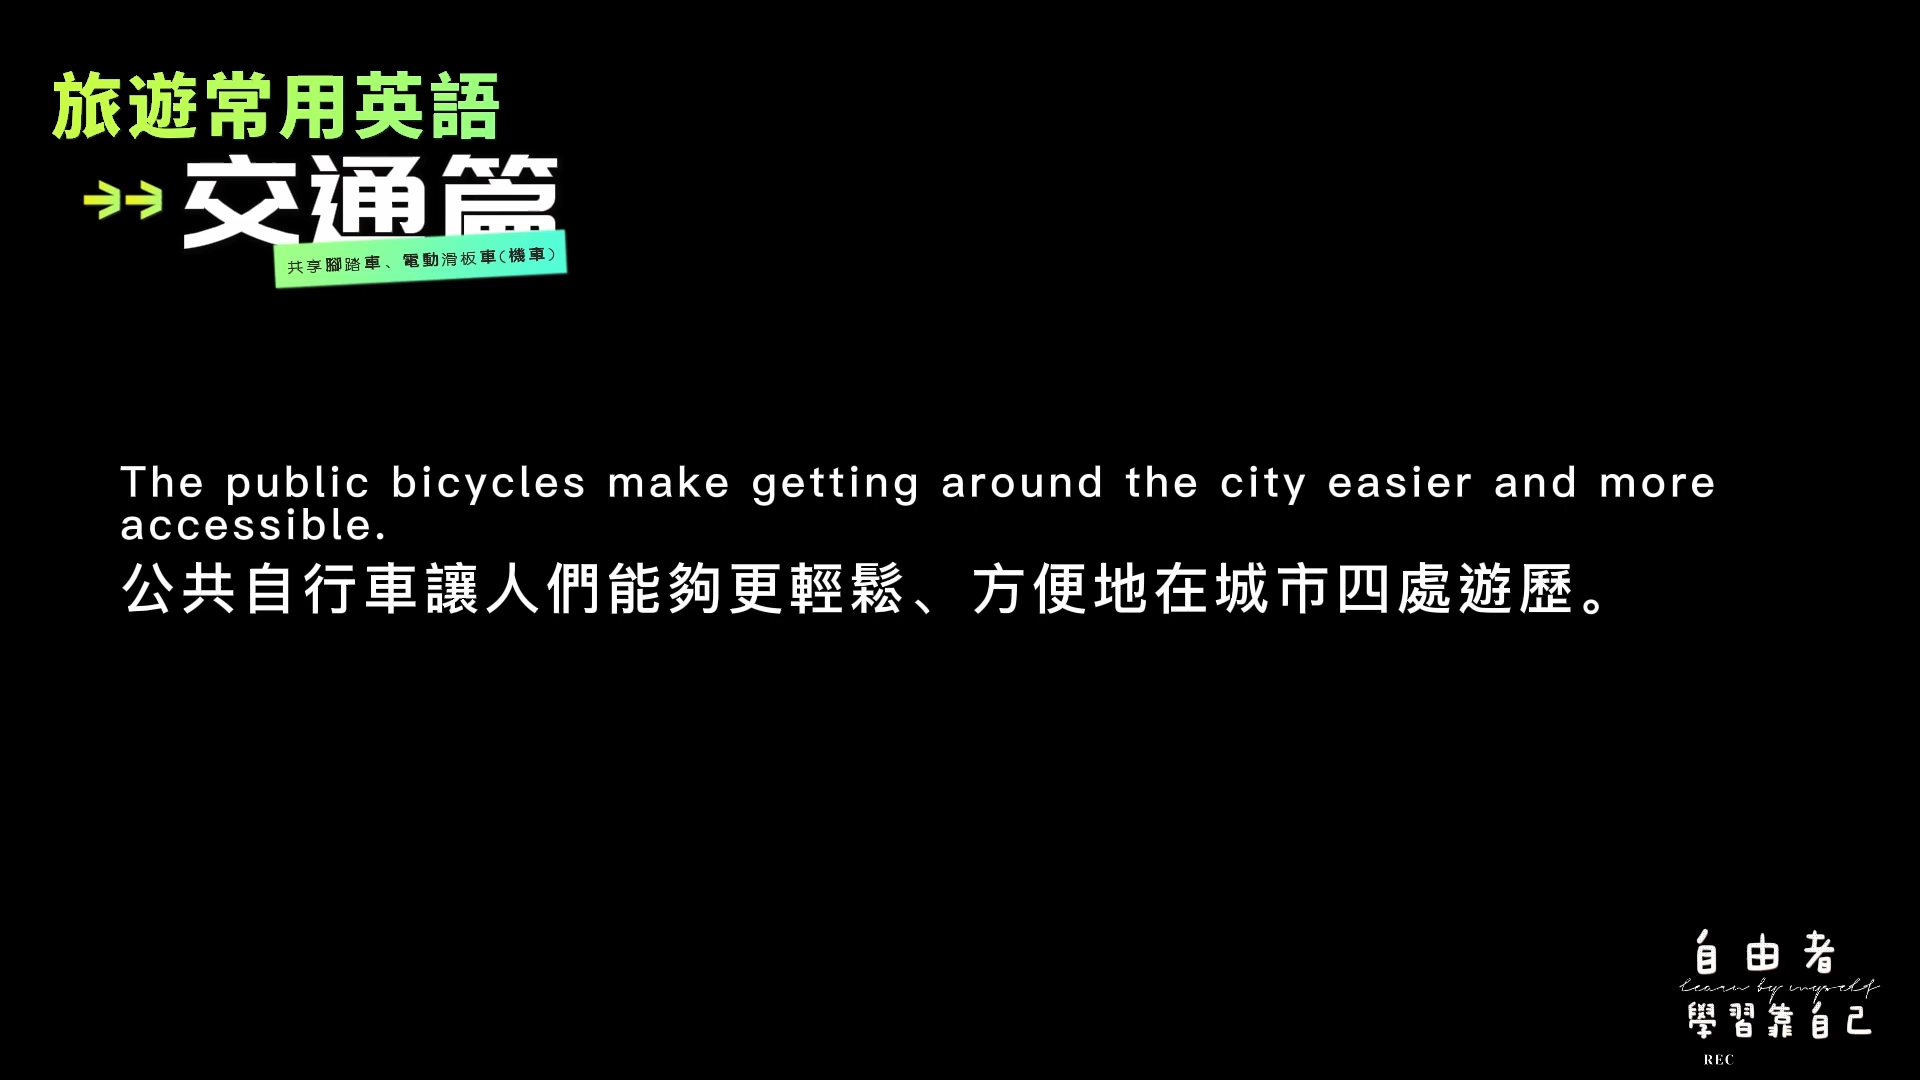 旅遊常用英語
交通篇
共享腳踏車、電動滑板車(機車)
The public bicycles make getting around the city easier and more
accessible.
公共自行車讓人們能夠更輕鬆、方便地在城市四處遊歷。
自由者
learn by myself
學習靠自己
REC